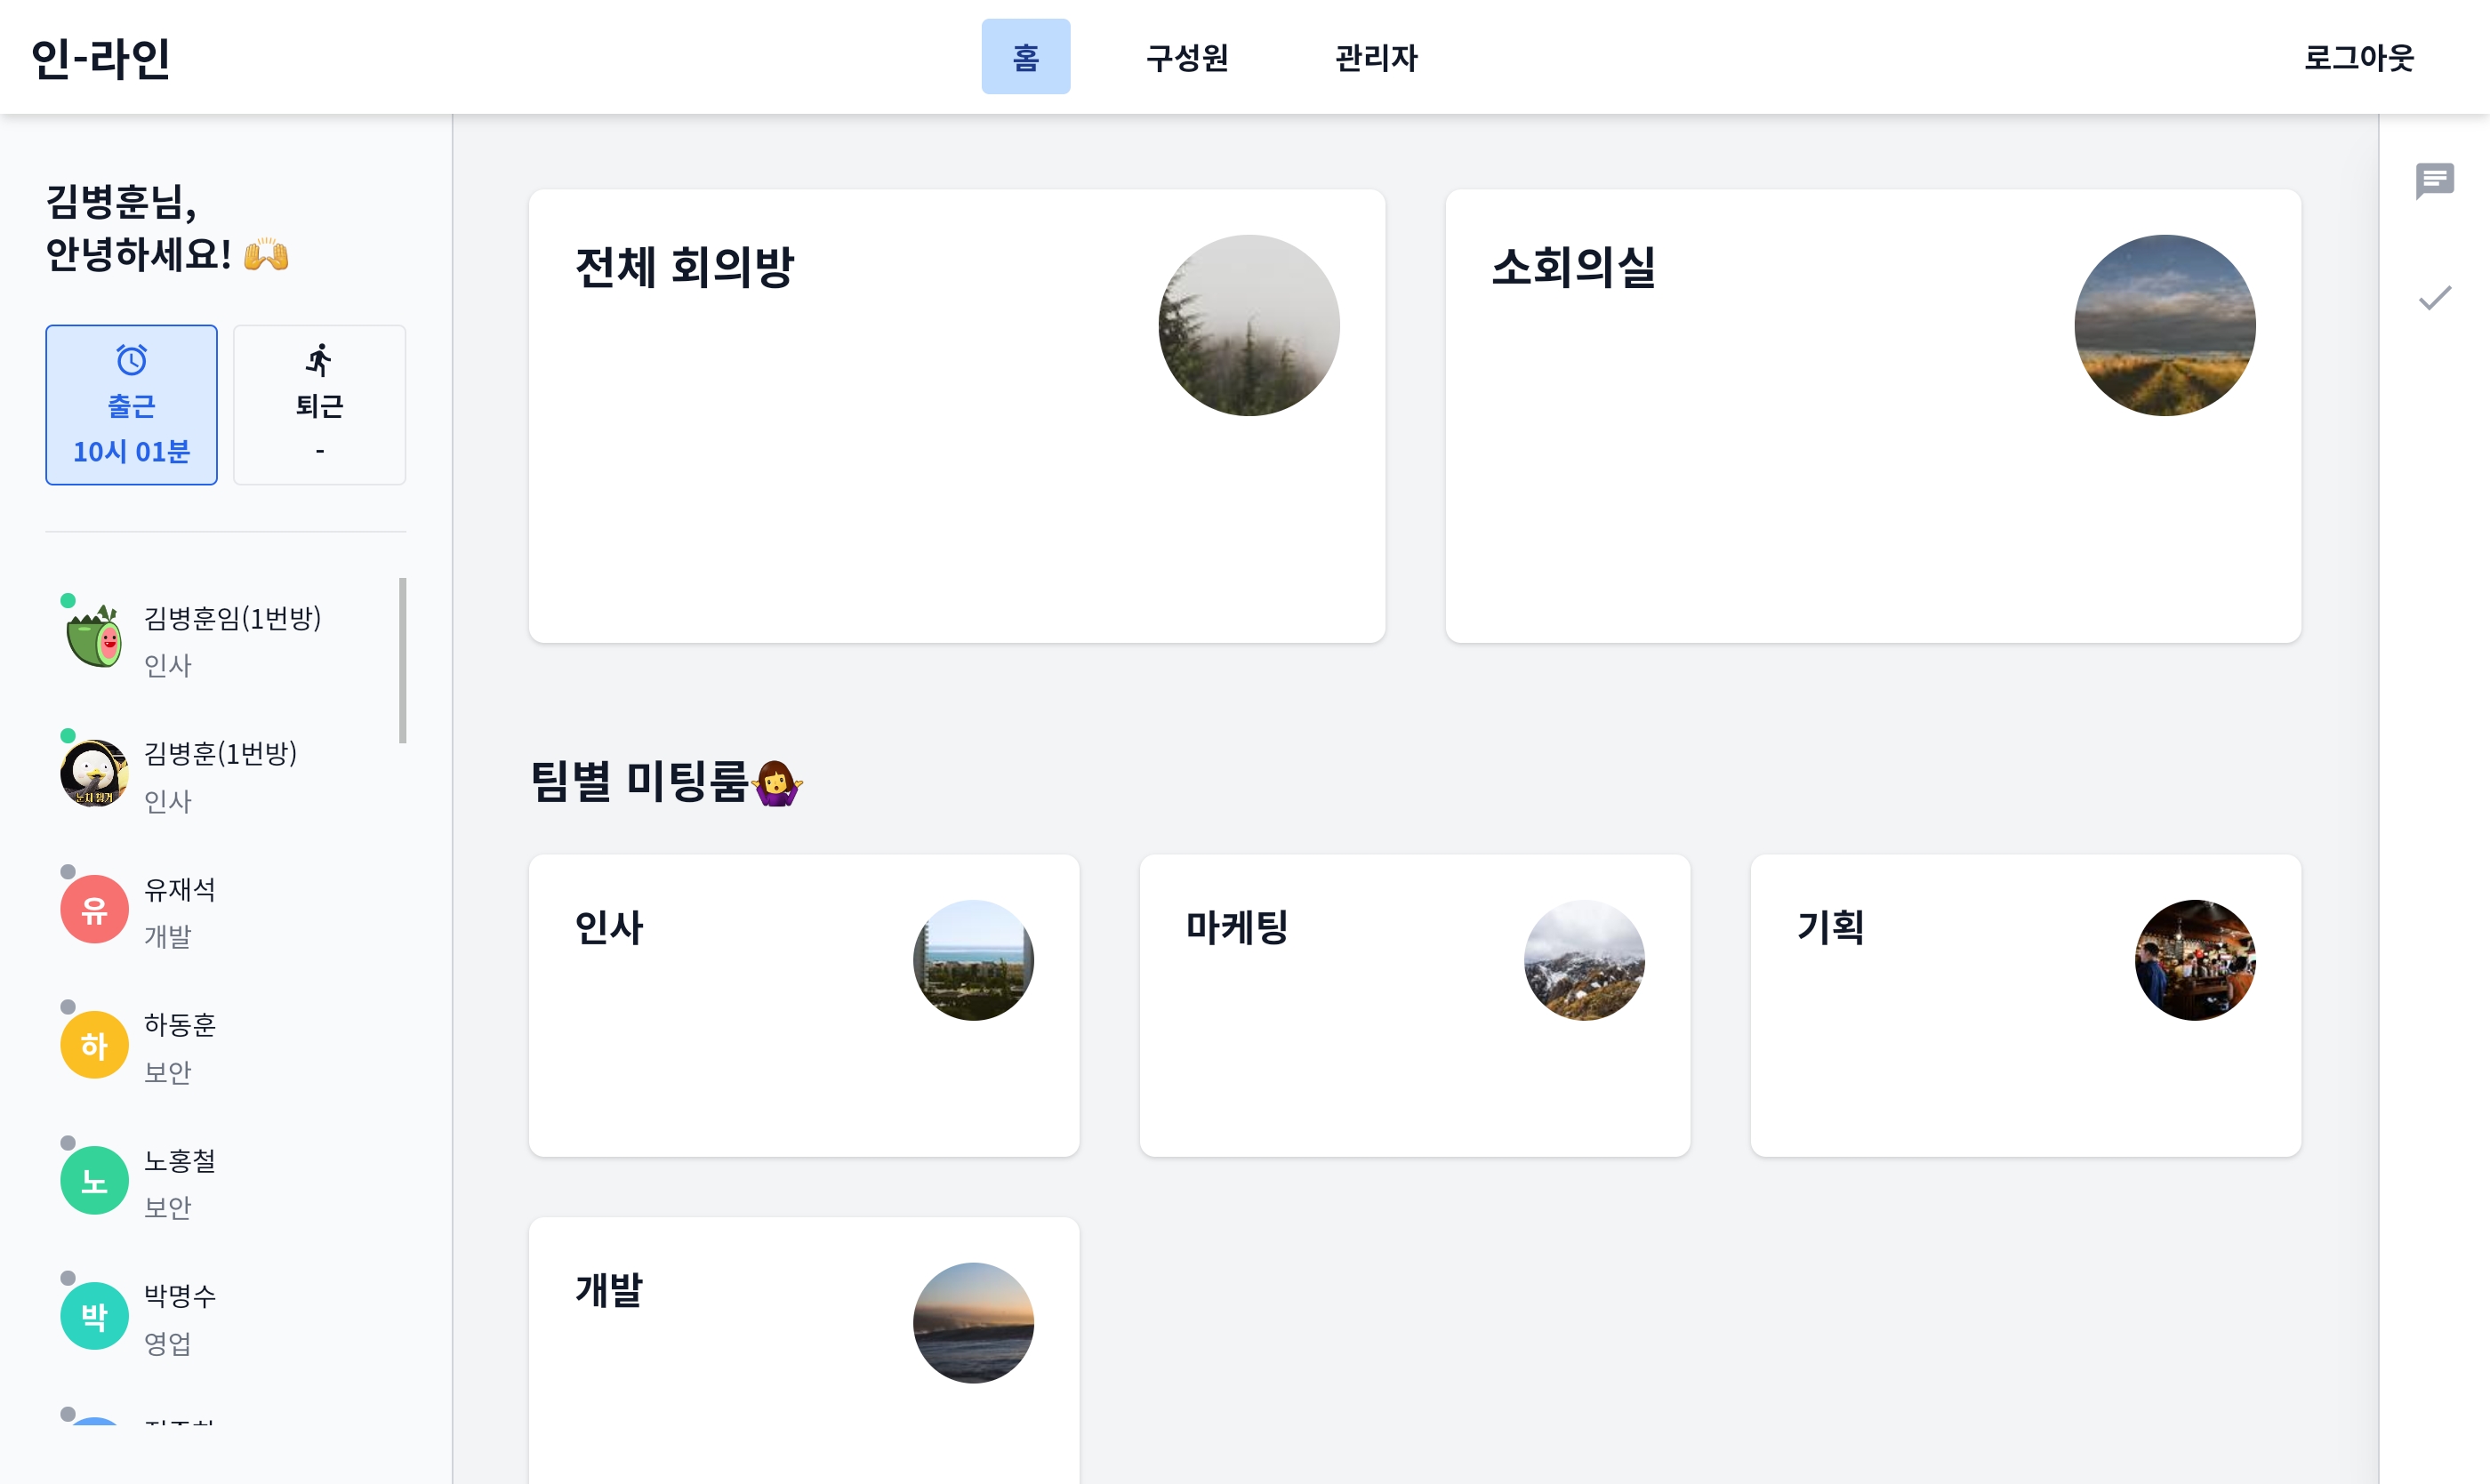 인-라인
홈
구성원
관리자
로그아웃
김병훈님,
안녕하세요! 🙌
출근
10시 01분
퇴근
-
김병훈임(1번방)
인사
김병훈(1번방)
인사
유
유재석
개발
하
하동훈
보안
노
노홍철
보안
박
박명수
영업
전체 회의방
소회의실
팀별 미팅룸🤷‍♀️
인사
마케팅
기획
개발